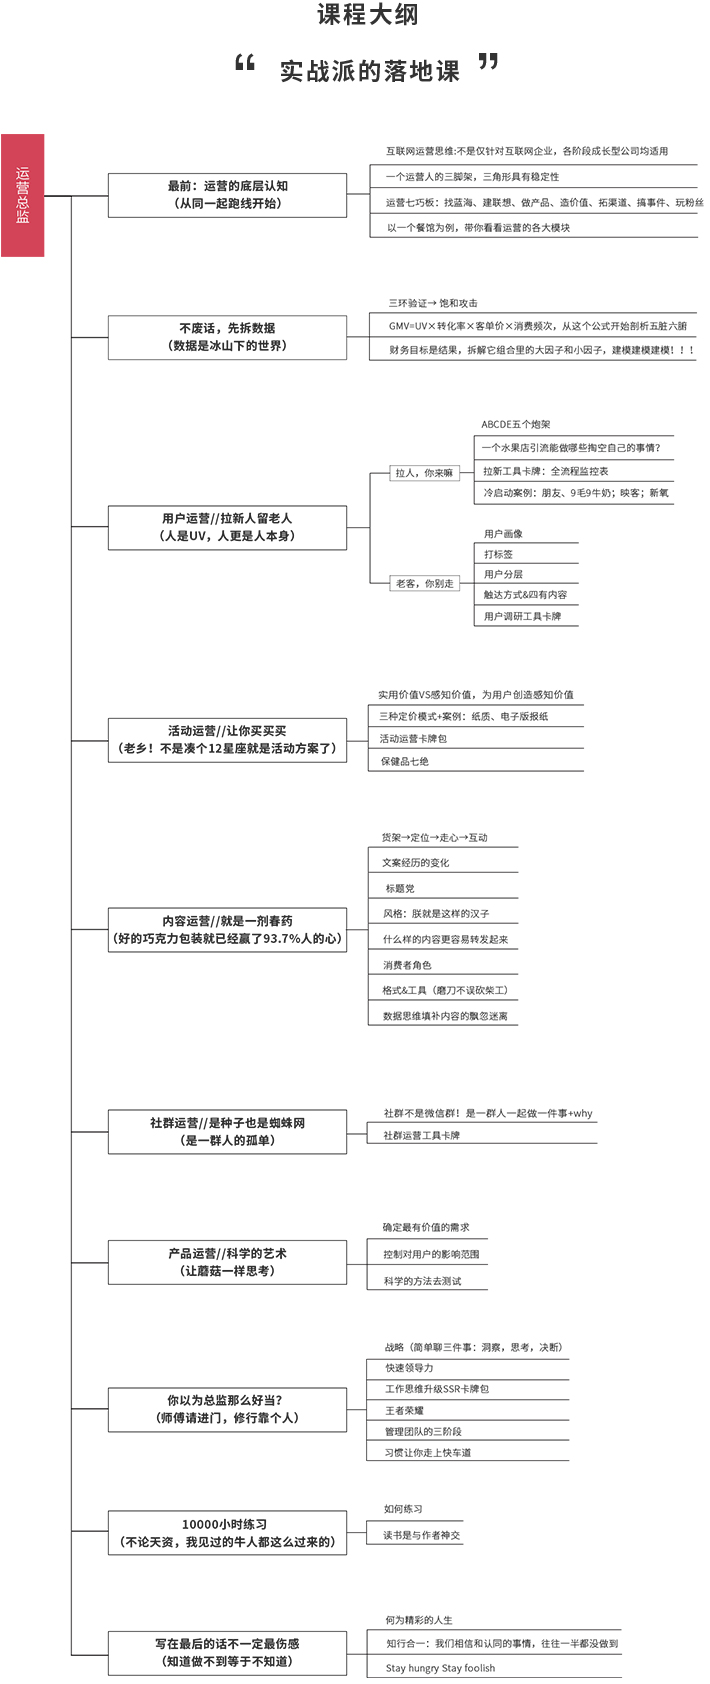 课程大纲
“ 实战派的落地课 ”
运营总监
最前：运营的底层认知
（从同一起跑线开始）
互联网运营思维:不是仅针对互联网企业，各阶段成长型公司均适用
一个运营人的三脚架，三角形具有稳定性
运营七巧板：找蓝海、建联想、做产品、造价值、拓渠道、搞事件、玩粉丝
以一个餐馆为例，带你看看运营的各大模块
不废话，先拆数据
（数据是冰山下的世界）
三环验证→ 饱和攻击
GMV=UV×转化率×客单价×消费频次，从这个公式开始剖析五脏六腑
财务目标是结果，拆解它组合里的大因子和小因子，建模建模建模！！！
用户运营//拉新人留老人
（人是UV，人更是人本身）
拉人，你来嘛
ABCDE五个炮架
一个水果店引流能做哪些掏空自己的事情？
拉新工具卡牌：全流程监控表
冷启动案例：朋友、9毛9牛奶；映客；新氧
老客，你别走
用户画像
打标签
用户分层
触达方式&四有内容
用户调研工具卡牌
活动运营//让你买买买
（老乡！不是凑个12星座就是活动方案了）
实用价值VS感知价值，为用户创造感知价值
三种定价模式+案例：纸质、电子版报纸
活动运营卡牌包
保健品七绝
内容运营//就是一剂春药
（好的巧克力包装就已经赢了93.7%人的心）
货架→定位→走心→互动
文案经历的变化
标题党
风格：朕就是这样的汉子
什么样的内容更容易转发起来
消费者角色
格式&工具（磨刀不误砍柴工）
数据思维填补内容的飘忽迷离
社群运营//是种子也是蜘蛛网
（是一群人的孤单）
社群不是微信群！是一群人一起做一件事+why
社群运营工具卡牌
产品运营//科学的艺术
（让蘑菇一样思考）
确定最有价值的需求
控制对用户的影响范围
科学的方法去测试
你以为总监那么好当？
（师傅请进门，修行靠个人）
战略（简单聊三件事：洞察，思考，决断）
快速领导力
工作思维升级SSR卡牌包
王者荣耀
管理团队的三阶段
习惯让你走上快车道
10000小时练习
（不论天资，我见过的牛人都这么过来的）
如何练习
读书是与作者神交
写在最后的话不一定最伤感
（知道做不到等于不知道）
何为精彩的人生
知行合一：我们相信和认同的事情，往往一半都没做到
Stay hungry Stay foolish